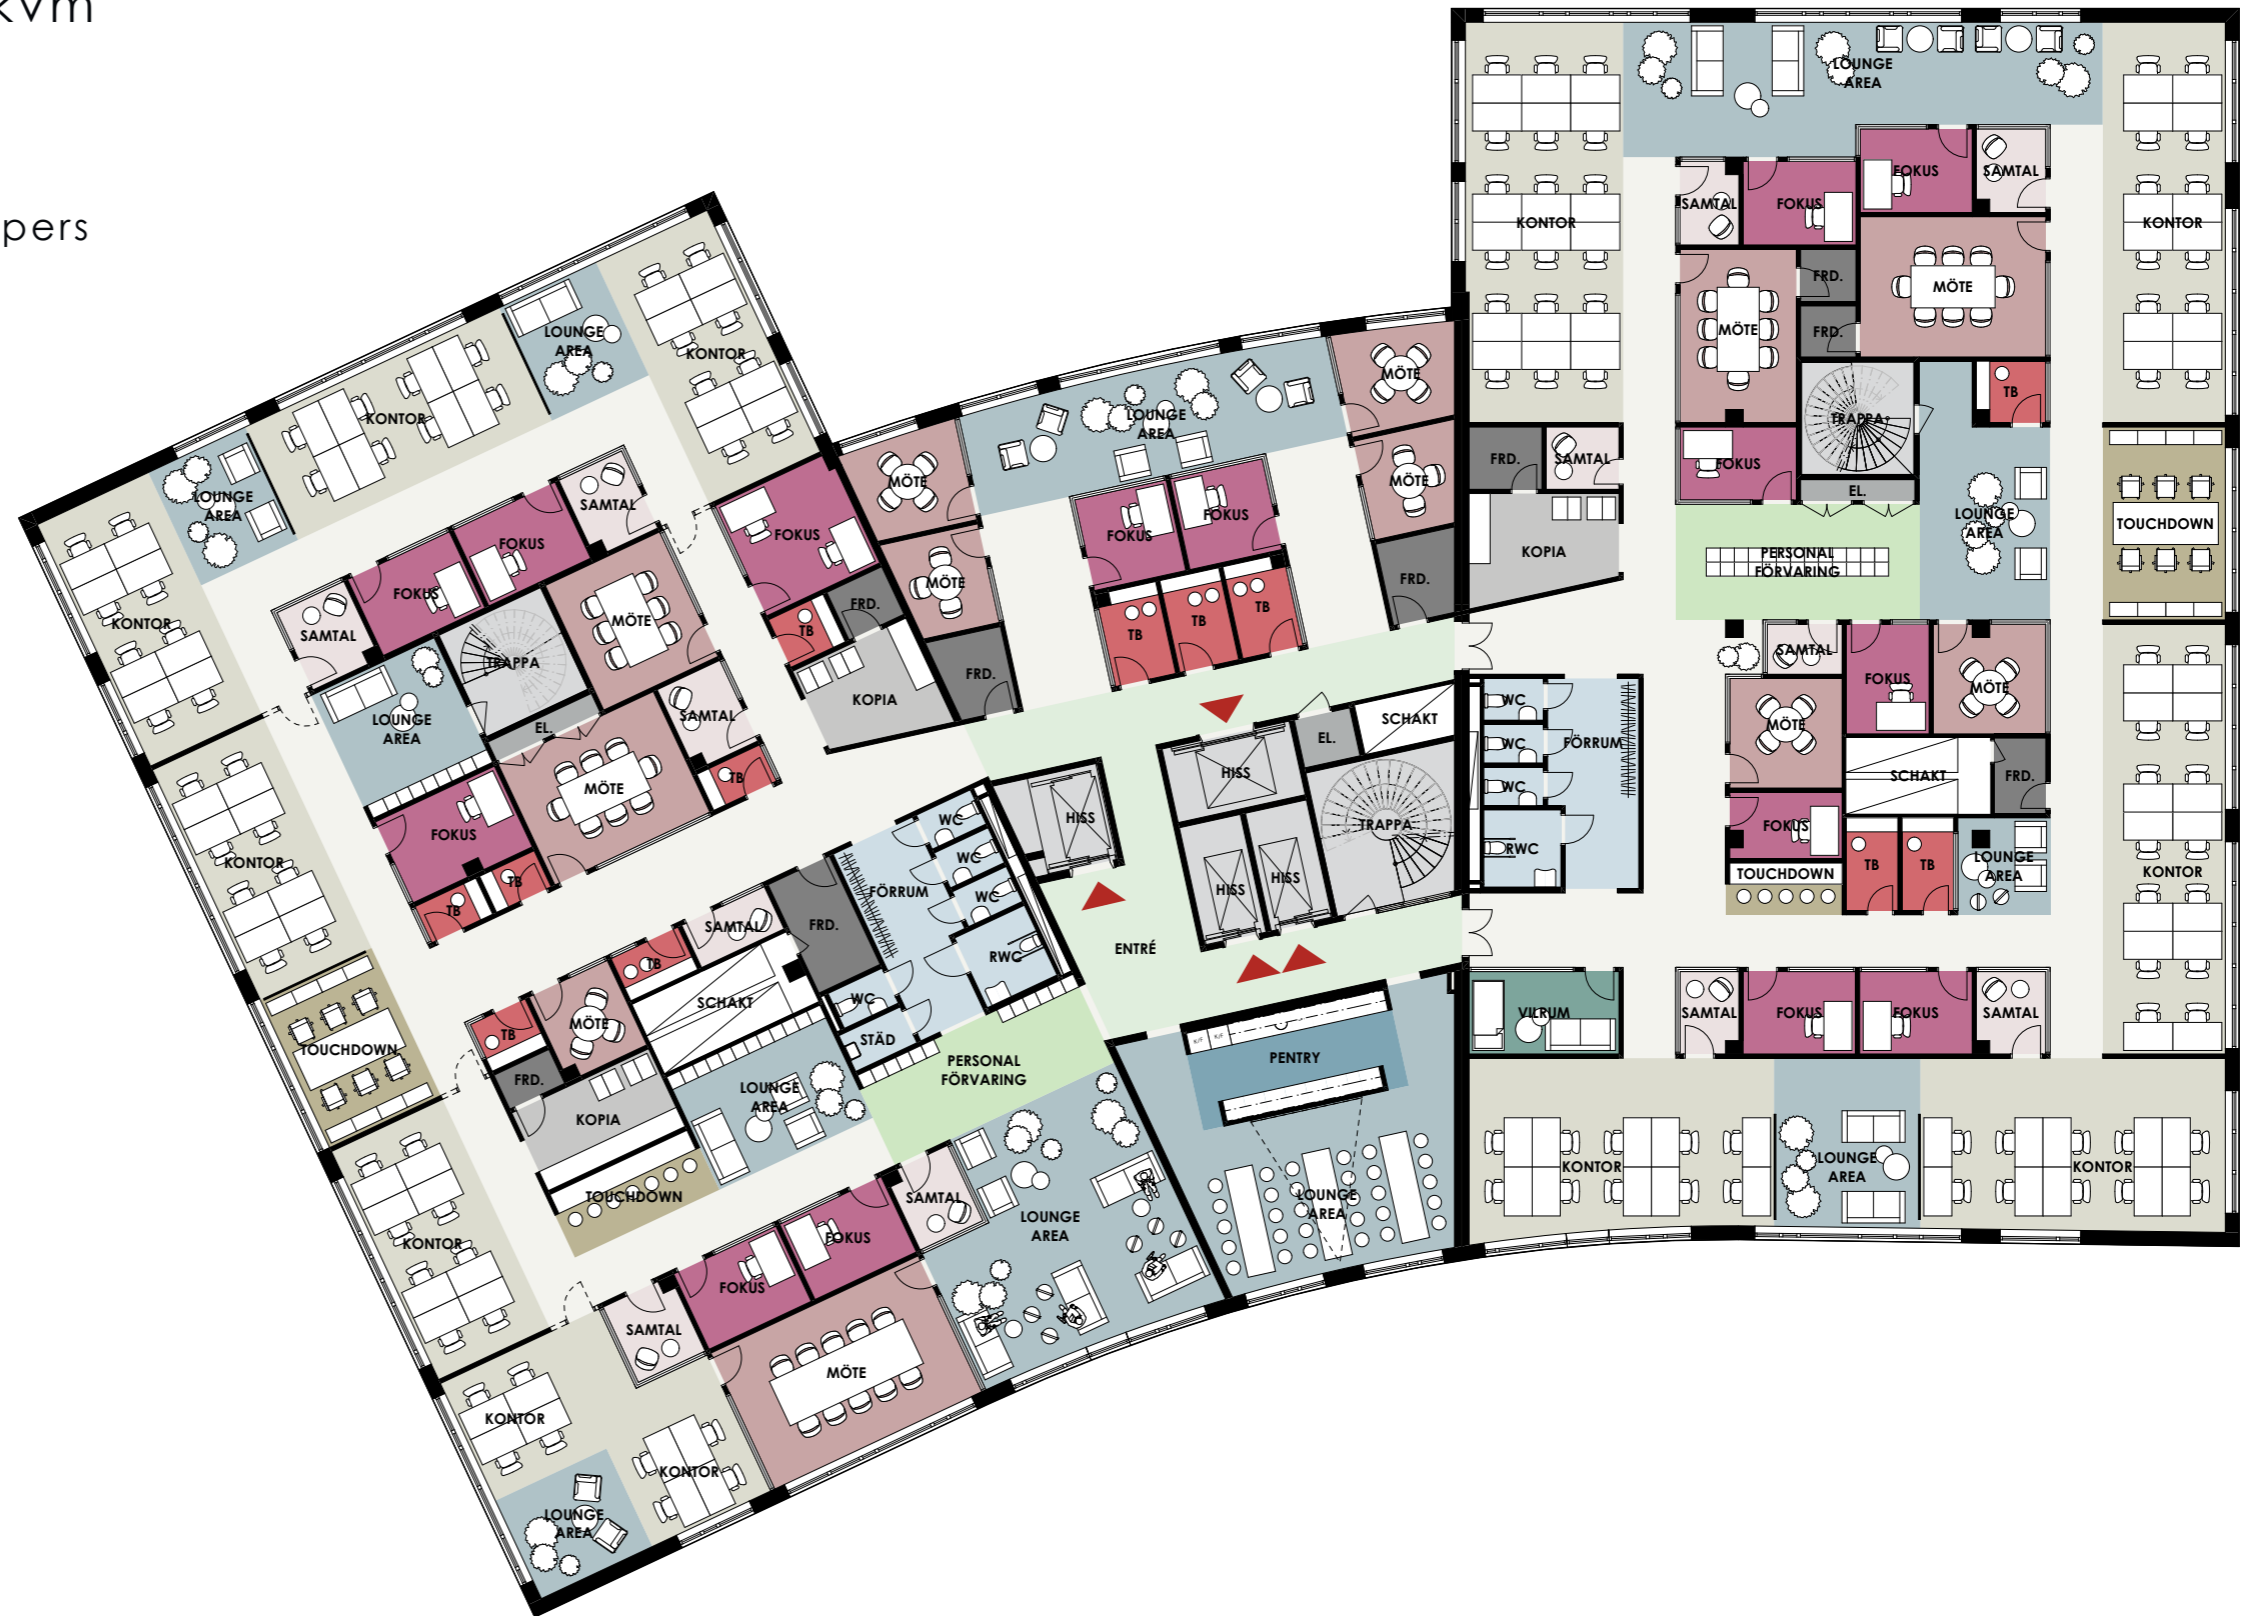 kvm
pers
LOUNGE
AREA
FOKUS
SAMTAL
SAMTAL
FOKUS
KONTOR
KONTOR
FRD.
MÖTE
FRD.
MÖTE
TB
TRAPPA
FRD.
SAMTAL
FOKUS
EL.
KOPIA
PERSONAL
FÖRVARING
LOUNGE
AREA
TOUCHDOWN
SAMTAL
FOKUS
MÖTE
MÖTE
SCHAKT
FRD.
FOKUS
TOUCHDOWN
TB
TB
LOUNGE
AREA
KONTOR
WC
WC
WC
RWC
FÖRRUM
VILRUM
SAMTAL
FOKUS
FOKUS
SAMTAL
KONTOR
LOUNGE
AREA
KONTOR
LOUNGE
AREA
KONTOR
KONTOR
LOUNGE
AREA
SAMTAL
FOKUS
FOKUS
SAMTAL
KONTOR
MÖTE
TRAPPA
LOUNGE
AREA
EL.
SAMTAL
MÖTE
TB
FOKUS
TB
TB
KONTOR
FOKUS
TB
FRD.
KOPIA
MÖTE
MÖTE
FRD.
LOUNGE
AREA
MÖTE
MÖTE
FRD.
FOKUS
FOKUS
TB
TB
TB
SCHAKT
EL.
HISS
HISS
HISS
HISS
TRAPPA
ENTRÉ
WC
WC
WC
RWC
FÖRRUM
WC
STÄD
FRD.
SAMTAL
TB
SCHAKT
MÖTE
TB
FRD.
KOPIA
TOUCHDOWN
TOUCHDOWN
LOUNGE
AREA
PERSONAL
FÖRVARING
PENTRY
K/F
K/F
LOUNGE
AREA
LOUNGE
AREA
SAMTAL
FOKUS
FOKUS
SAMTAL
MÖTE
KONTOR
KONTOR
KONTOR
LOUNGE
AREA